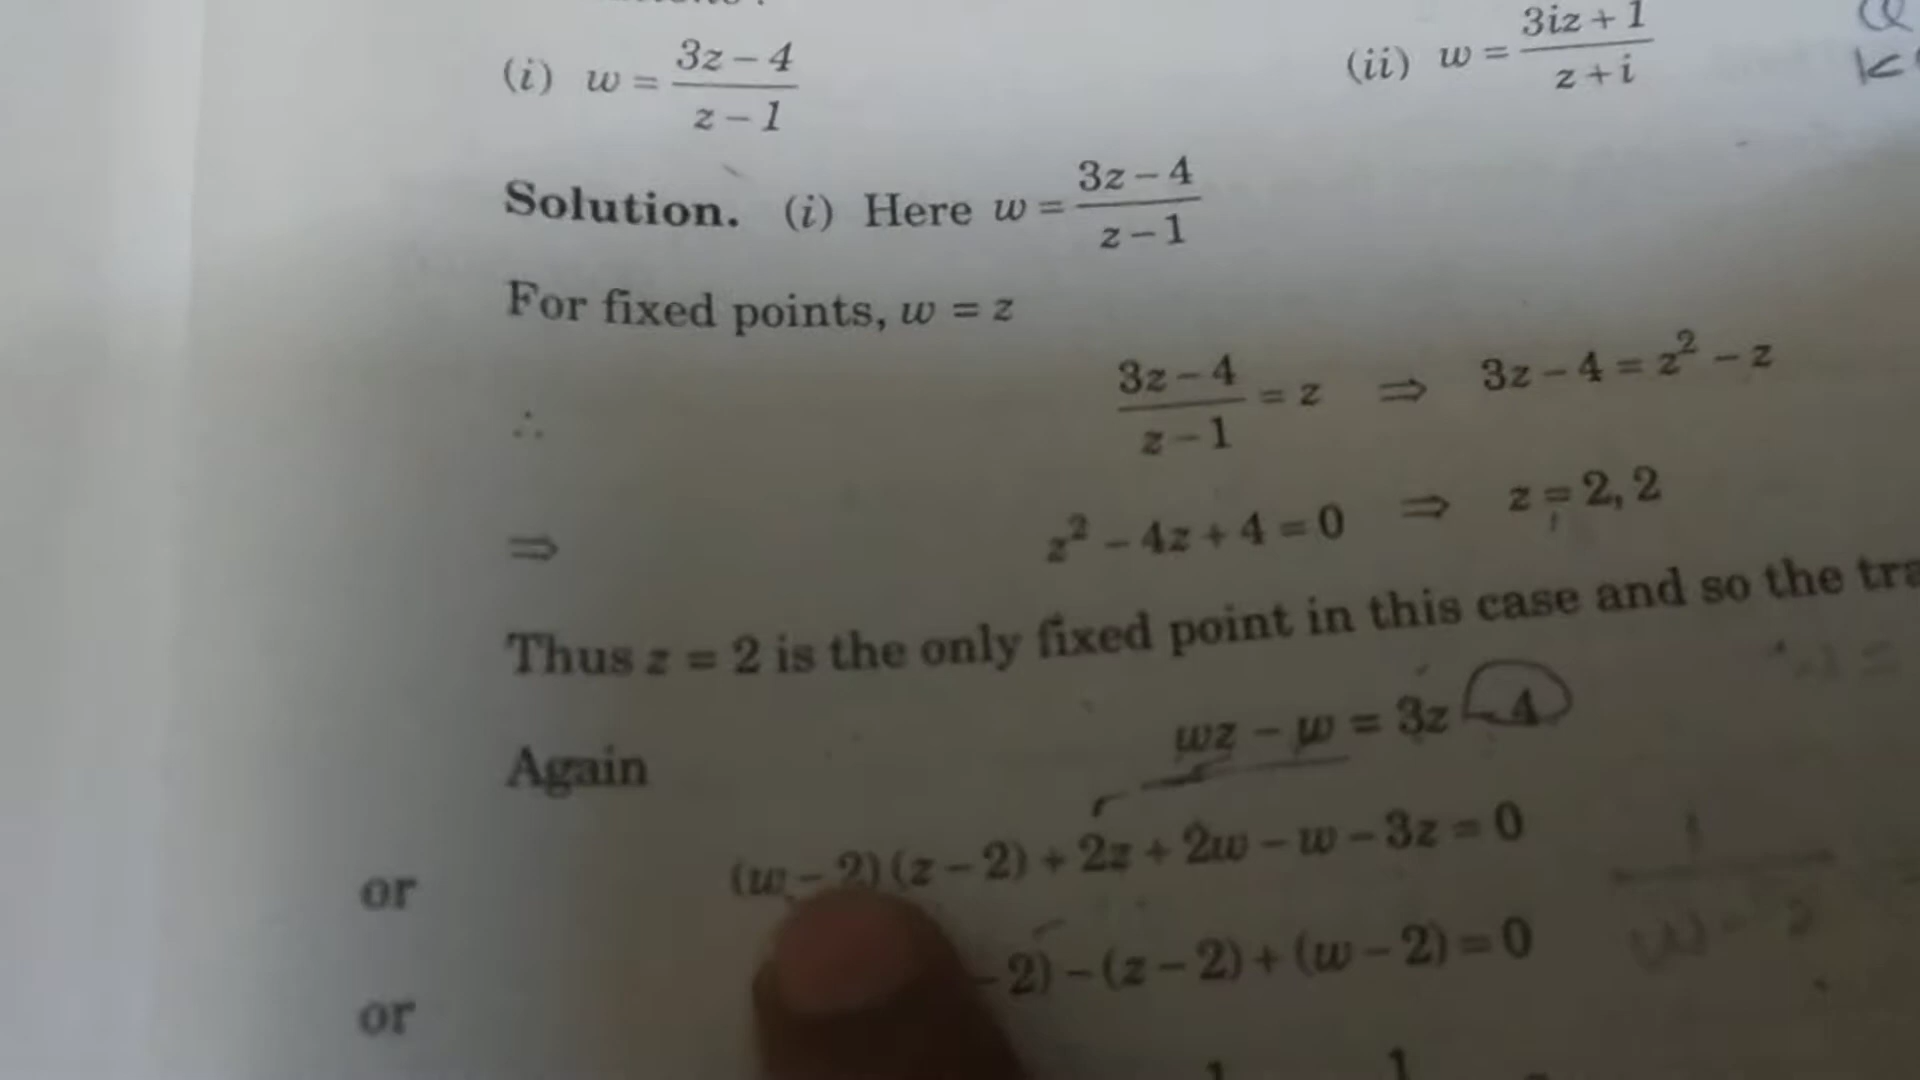 (i) w = (3z – 4)/(z – 1) (ii) w = (3iz + 1)/(z + i)
Solution. (i) Here w = (3z – 4)/(z – 1)
For fixed points, w = z
∴ (3z – 4)/(z – 1) = z ⇒ 3z – 4 = z² – z
⇒ z² – 4z + 4 = 0 ⇒ z = 2, 2
Thus z = 2 is the only fixed point in this case and so the
Again wz – w = 3z – 4
or (w – 2) (z – 2) + 2z + 2w – w – 3z = 0
or – 2) – (z – 2) + (w – 2) = 0
1 1